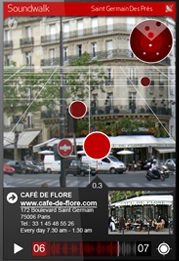 Soundwalk
Saint Germain Des Prés
0.3
CAFÉ DE FLORE
www.cafe-de-flore.com
172 Boulevard Saint Germain
75006 Paris
Tel.: 33 1 45 48 55 26
Every day 7.30 am - 1.30 am
06
07